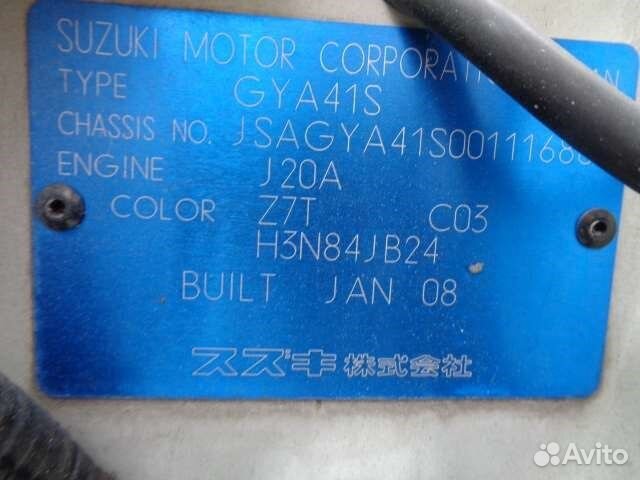 SUZUKI MOTOR CORPORATI
TYPE GYA41S
CHASSIS NO. JSAGYA41S0011168
ENGINE J20A
COLOR Z7T C03
H3N84JB24
BUILT JAN 08
スズキ株式会社
Avito